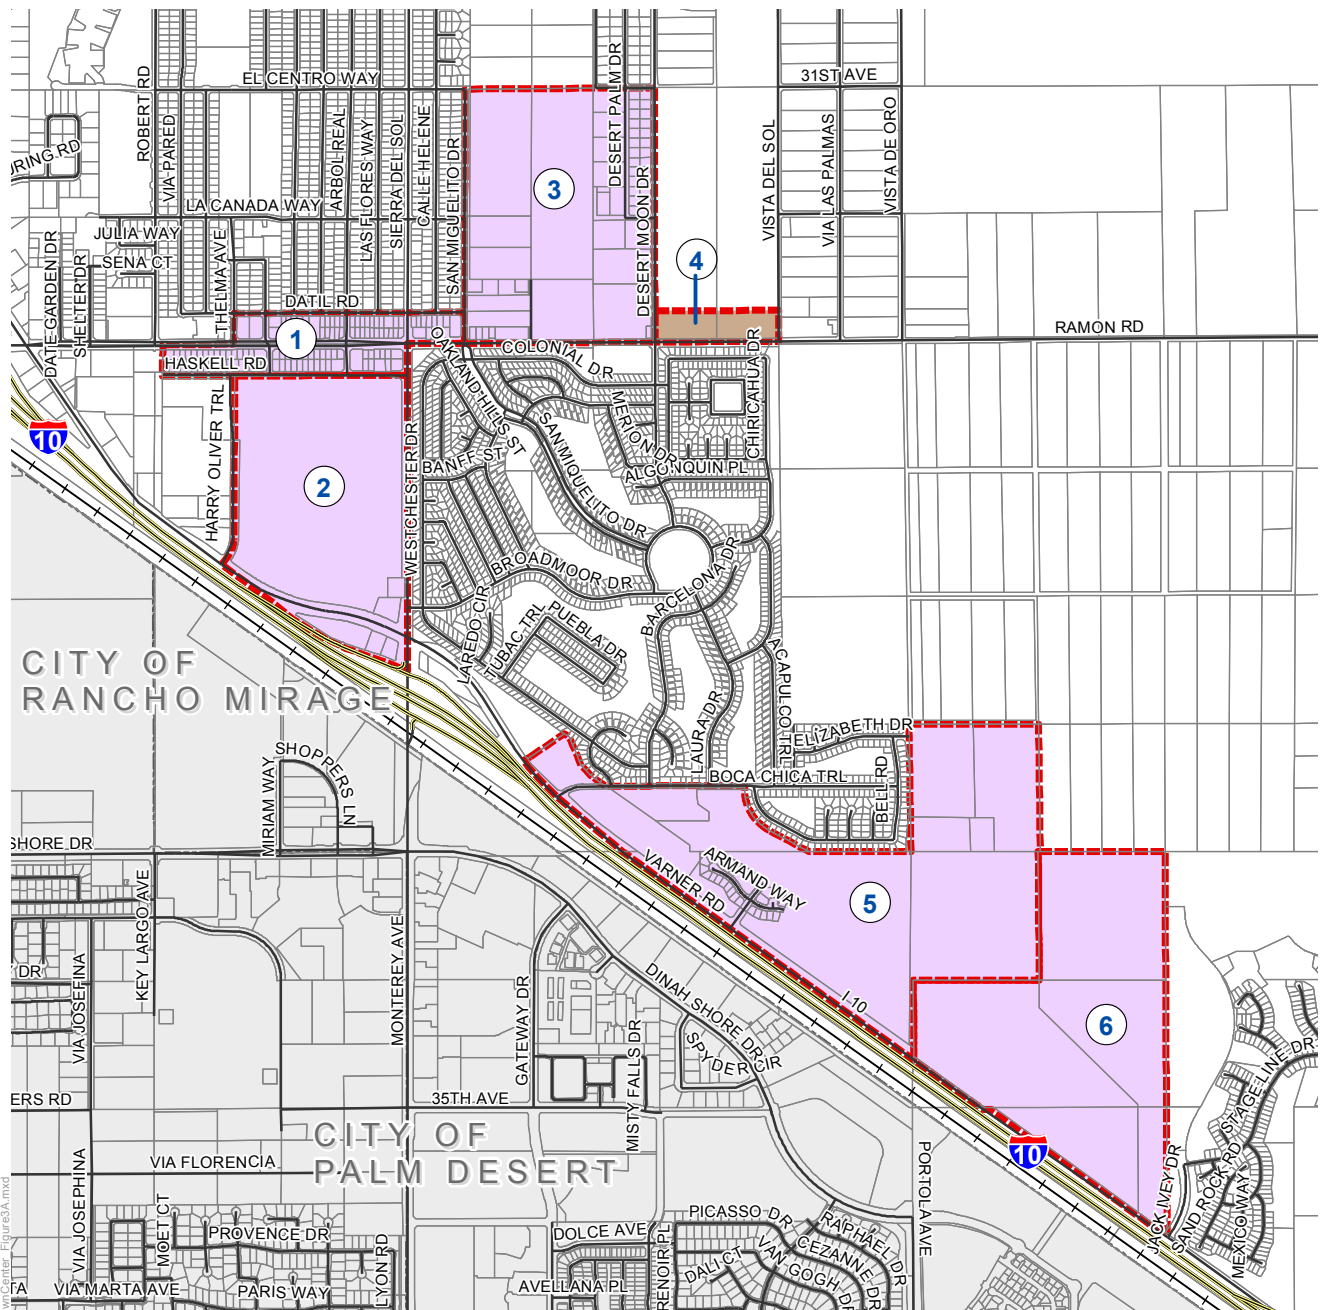 EL CENTRO WAY
31ST AVE
ROBERT RD
VIA PARED
ARBOL REAL
LAS FLORES WAY
SIERRA DEL SOL
CALLE HELENE
SAN MIGUELITO DR
DESERT PALM DR
DESERT MOON DR
VISTA DEL SOL
VIA LAS PALMAS
VISTA DE ORO
URING RD
3
LA CANADA WAY
JULIA WAY
SENA CT
DATE GARDEN DR
SHELTER DR
THELMA AVE
4
DATIL RD
1
RAMON RD
HASKELL RD
OAKLAND HILLS ST
COLONIAL DR
CHIRICAHUA DR
MERION DR
HARRY OLIVER TRL
10
WESTCHESTER DR
BANFF ST
SAN MIQUELITO DR
ALGONQUIN PL
2
BROADMOOR DR
BARCELONA DR
LAREDO CIR
TUBAC TRL
PUEBLA DR
ACAPULCO TRL
CITY OF
RANCHO MIRAGE
LAURA DR
ELIZABETH DR
BOCA CHICA TRL
BELL RD
SHOPPERS LN
MIRIAM WAY
SHORE DR
VARNER RD
ARMAND WAY
5
KEY LARGO AVE
MONTEREY AVE
Y DR
VIA JOSEFINA
GATEWAY DR
DINAH SHORE DR
I 10
6
MISTY FALLS DR
SPYDER CIR
ERS RD
35TH AVE
STAGE LINE DR
CITY OF
PALM DESERT
10
VIA FLORENCIA
PORTOLA AVE
JACK IVEY DR
SAND ROCK RD
MEXICO WAY
VIA JOSEPHINA
MOET CT
PROVENCE DR
LYON RD
DOLCE AVE
RENOIR PL
PICASSO DR
RAPHAEL DR
CEZANNE DR
VAN GOGH DR
DALI CT
TA
VIA MARTA AVE
PARIS WAY
AVELLANA PL
wnCenter_Figure3A.mxd